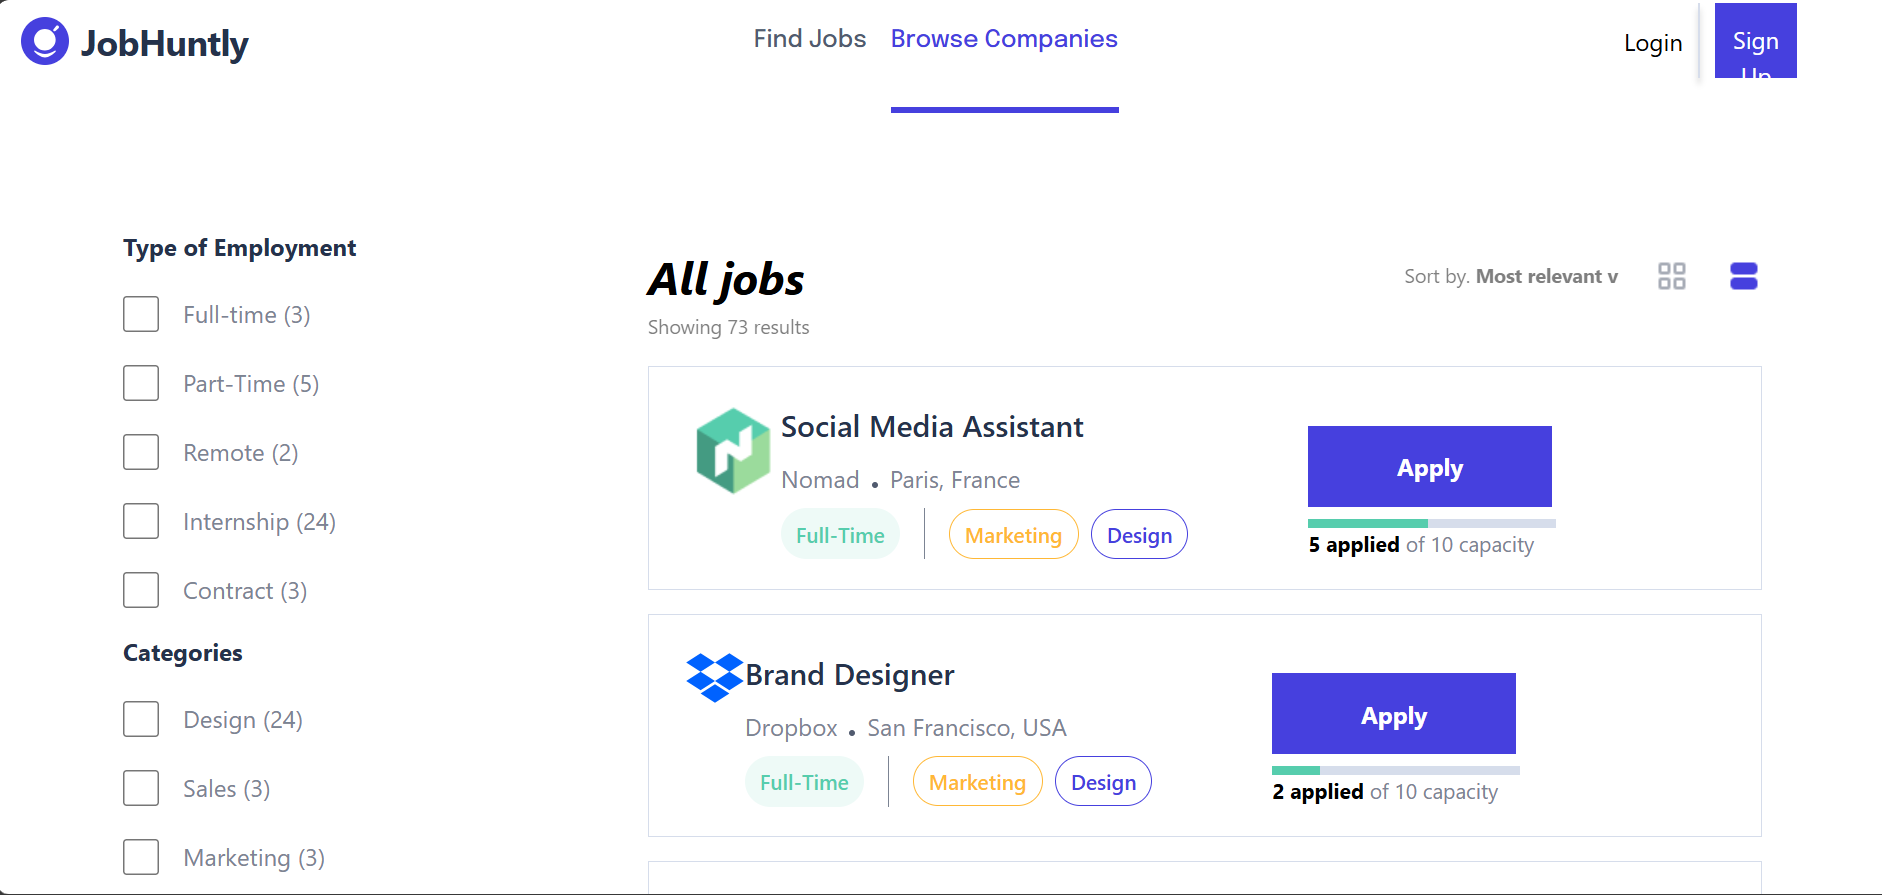 JobHuntly
Find Jobs
Browse Companies
Login
Sign
Up
Type of Employment
Full-time (3)
Part-Time (5)
Remote (2)
Internship (24)
Contract (3)
Categories
Design (24)
Sales (3)
Marketing (3)
All jobs
Showing 73 results
Sort by. Most relevant v
Social Media Assistant
Nomad • Paris, France
Full-Time
Marketing
Design
Apply
5 applied of 10 capacity
Brand Designer
Dropbox • San Francisco, USA
Full-Time
Marketing
Design
Apply
2 applied of 10 capacity